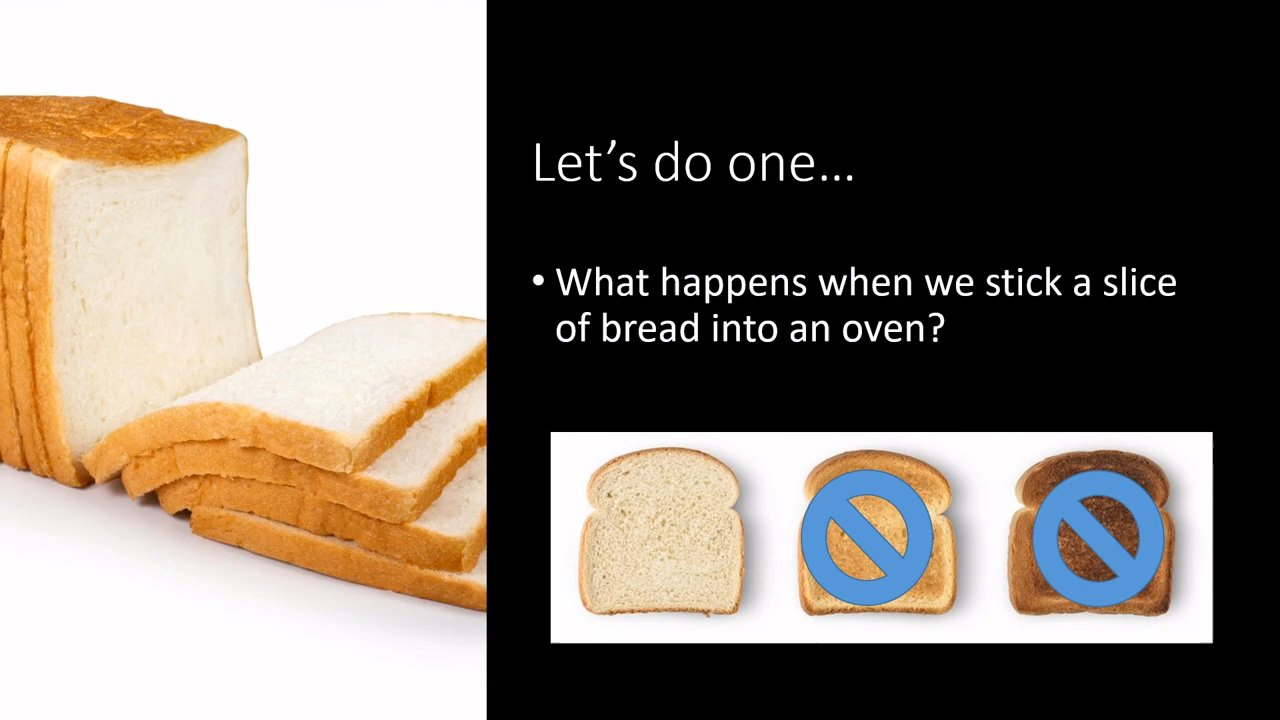 Let’s do one…
• What happens when we stick a slice
of bread into an oven?